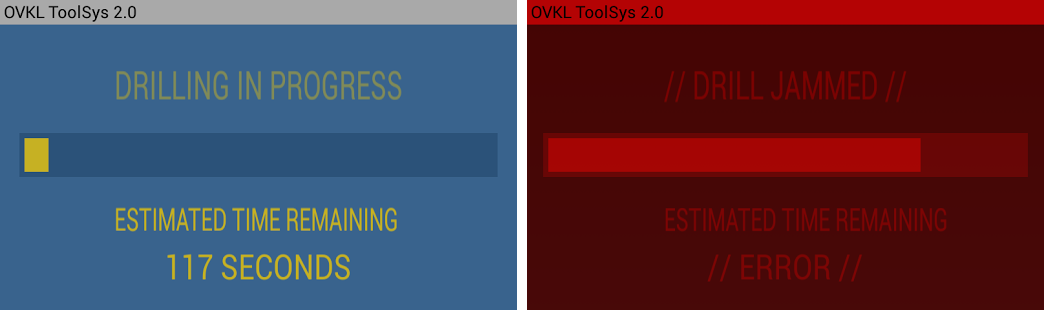 OVKL ToolSys 2.0
DRILLING IN PROGRESS
ESTIMATED TIME REMAINING
117 SECONDS
OVKL ToolSys 2.0
// DRILL JAMMED //
ESTIMATED TIME REMAINING
// ERROR //